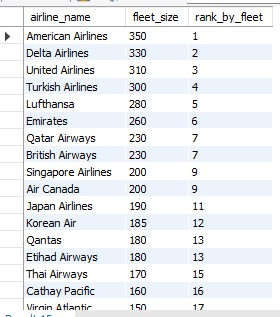 airline_name fleet_size rank_by_fleet
American Airlines 350 1
Delta Airlines 330 2
United Airlines 310 3
Turkish Airlines 300 4
Lufthansa 280 5
Emirates 260 6
Qatar Airways 230 7
British Airways 230 7
Singapore Airlines 200 9
Air Canada 200 9
Japan Airlines 190 11
Korean Air 185 12
Qantas 180 13
Etihad Airways 180 13
Thai Airways 170 15
Cathay Pacific 160 16
Virgin Atlantic 150 17